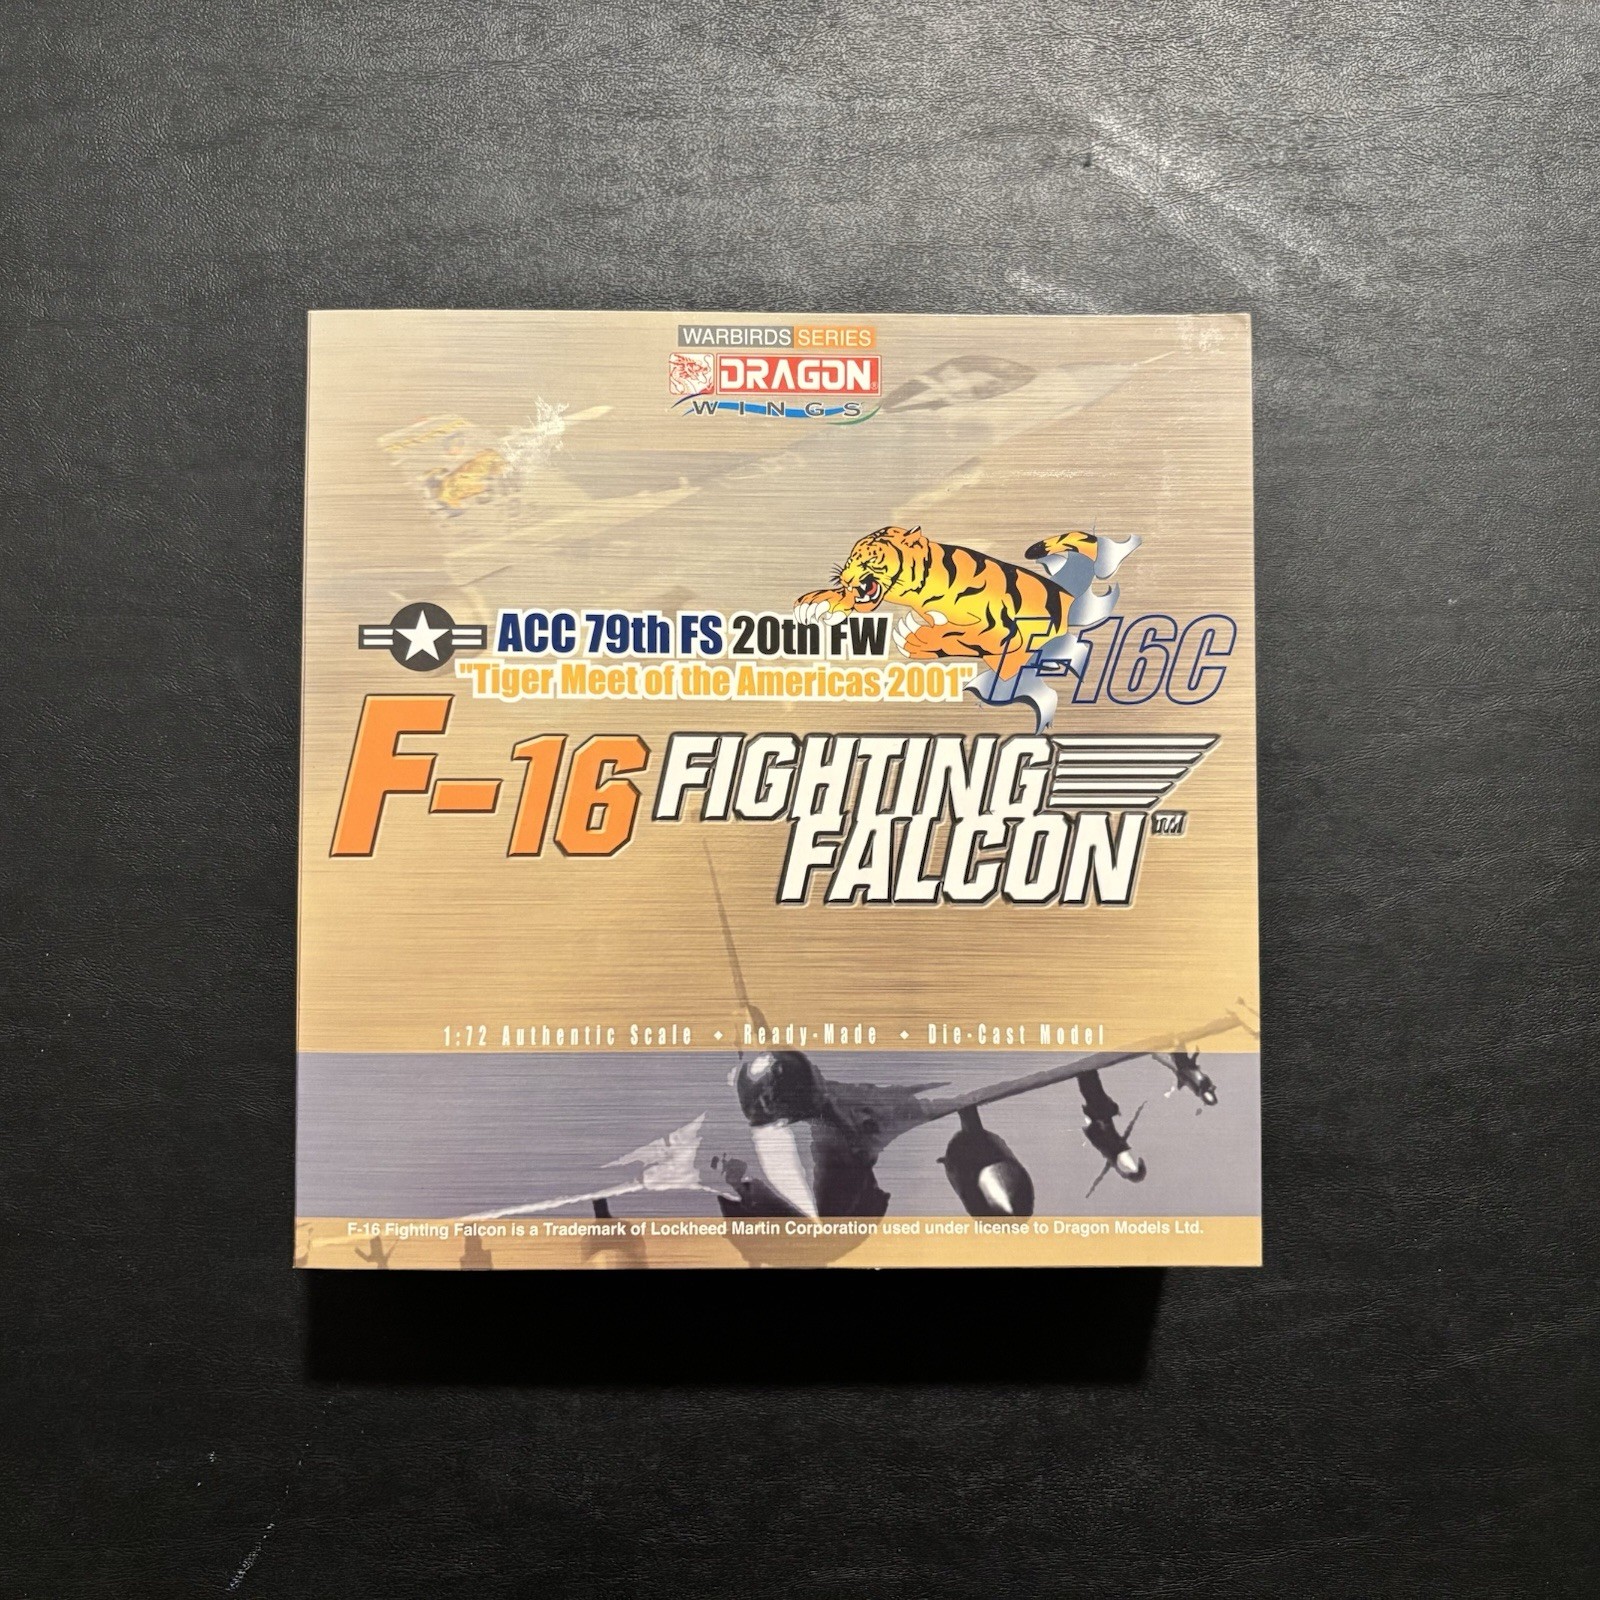 WARBIRDS SERIES
DRAGON®
WINGS
ACC 79th FS 20th FW
"Tiger Meet of the Americas 2001"
F-16C
F-16 FIGHTING
FALCON™
1:72 Authentic Scale • Ready-Made • Die-Cast Model
F-16 Fighting Falcon is a Trademark of Lockheed Martin Corporation used under license to Dragon Models Ltd.